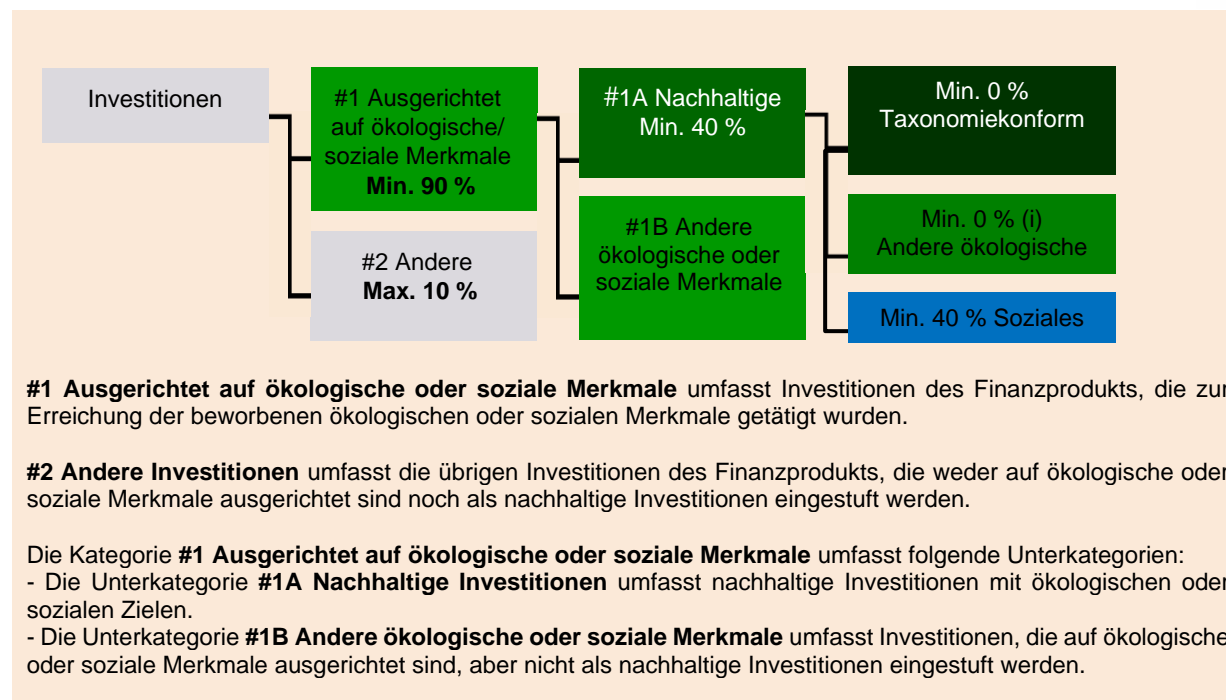 Investitionen
#1 Ausgerichtet
auf ökologische/
soziale Merkmale
Min. 90 %
#2 Andere
Max. 10 %
#1A Nachhaltige
Min. 40 %
#1B Andere
ökologische oder
soziale Merkmale
Min. 0 %
Taxonomiekonform
Min. 0 % (i)
Andere ökologische
Min. 40 % Soziales
#1 Ausgerichtet auf ökologische oder soziale Merkmale umfasst Investitionen des Finanzprodukts, die zur
Erreichung der beworbenen ökologischen oder sozialen Merkmale getätigt wurden.
#2 Andere Investitionen umfasst die übrigen Investitionen des Finanzprodukts, die weder auf ökologische oder
soziale Merkmale ausgerichtet sind noch als nachhaltige Investitionen eingestuft werden.
Die Kategorie #1 Ausgerichtet auf ökologische oder soziale Merkmale umfasst folgende Unterkategorien:
- Die Unterkategorie #1A Nachhaltige Investitionen umfasst nachhaltige Investitionen mit ökologischen oder
sozialen Zielen.
- Die Unterkategorie #1B Andere ökologische oder soziale Merkmale umfasst Investitionen, die auf ökologische
oder soziale Merkmale ausgerichtet sind, aber nicht als nachhaltige Investitionen eingestuft werden.